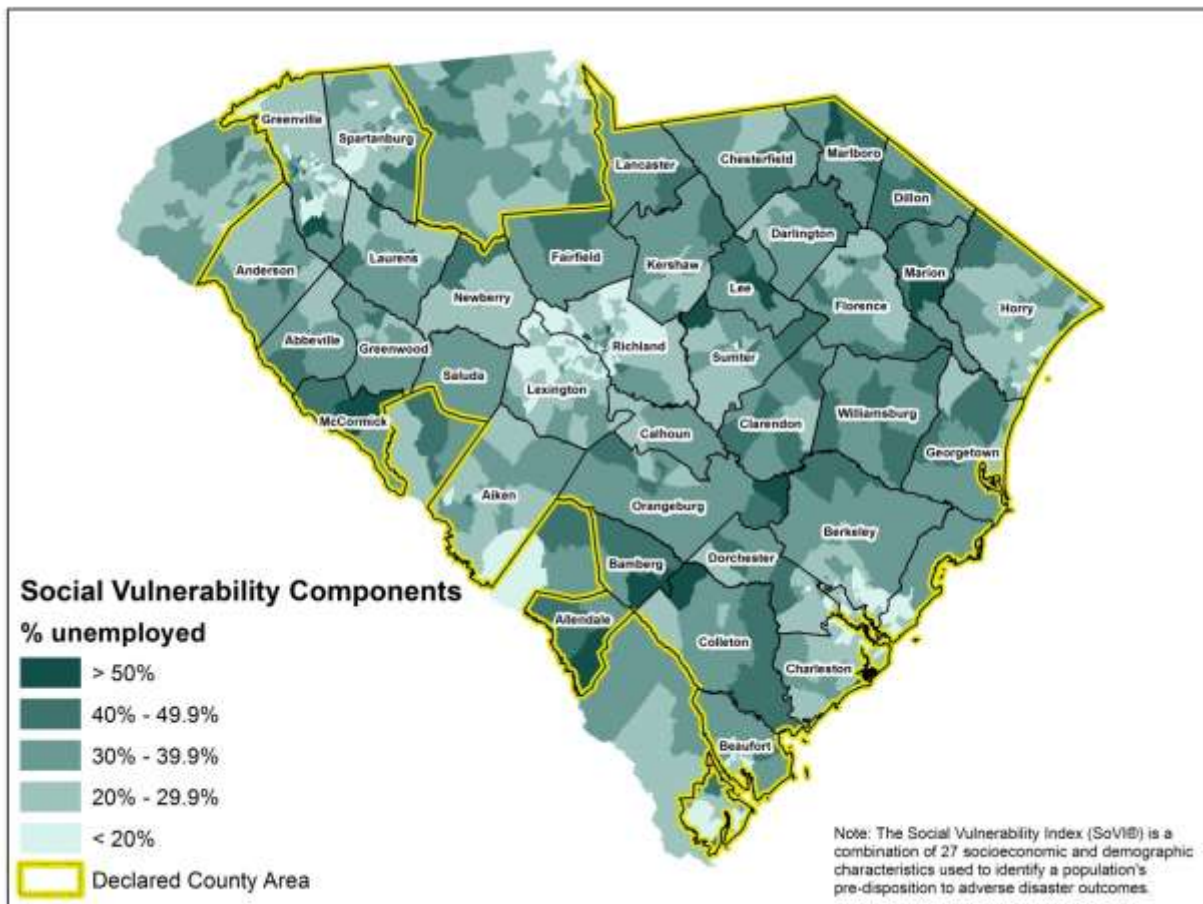 Greenville
Spartanburg
Lancaster
Chesterfield
Marlboro
Dillon
Darlington
Laurens
Fairfield
Kershaw
Marion
Anderson
Lee
Newberry
Florence
Horry
Abbeville
Greenwood
Richland
Sumter
Saluda
Lexington
McCormick
Calhoun
Clarendon
Williamsburg
Georgetown
Aiken
Orangeburg
Berkeley
Bamberg
Dorchester
Allendale
Colleton
Charleston
Beaufort
Social Vulnerability Components
% unemployed
> 50%
40% - 49.9%
30% - 39.9%
20% - 29.9%
< 20%
Declared County Area
Note: The Social Vulnerability Index (SoVI®) is a
combination of 27 socioeconomic and demographic
characteristics used to identify a population's
pre-disposition to adverse disaster outcomes.